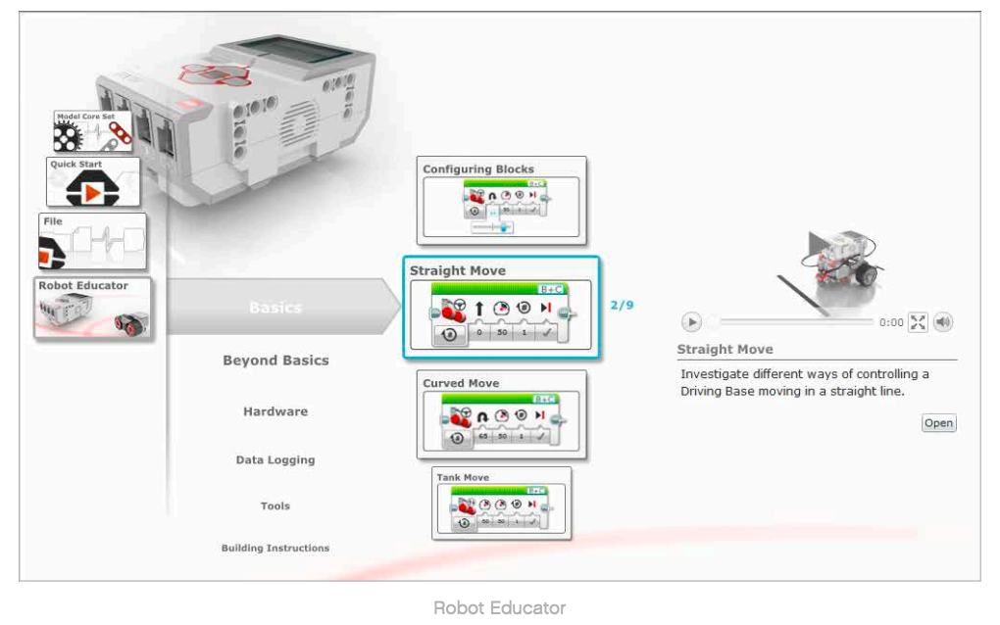 Model Core Set
Quick Start
File
Robot Educator
Basics
Beyond Basics
Hardware
Data Logging
Tools
Building Instructions
Configuring Blocks
B+C
50 1
Straight Move
B+C
0 50 1
2/9
Curved Move
B+C
65 50 1
Tank Move
B+C
50 50 1
0:00
Straight Move
Investigate different ways of controlling a
Driving Base moving in a straight line.
Open
Robot Educator